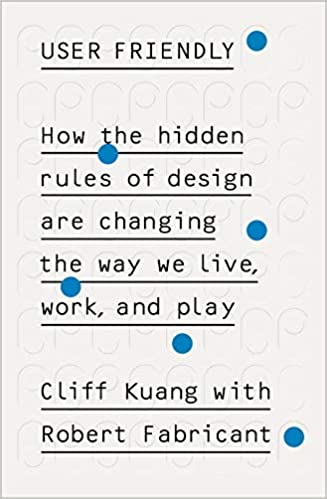 USER FRIENDLY
How the hidden
rules of design
are changing
the way we live,
work, and play
Cliff Kuang with
Robert Fabricant